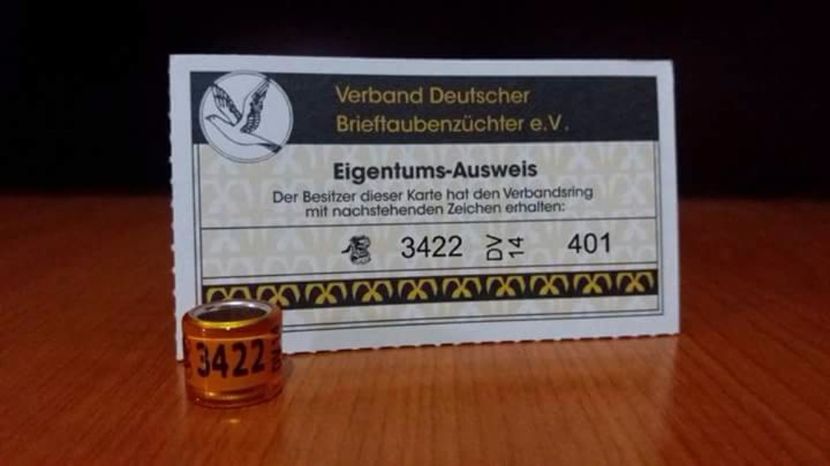 Verband Deutscher
Brieftaubenzüchter e.V.
Eigentums-Ausweis
Der Besitzer dieser Karte hat den Verbandsring
mit nachstehenden Zeichen erhalten:
3422 DV 14 401
3422